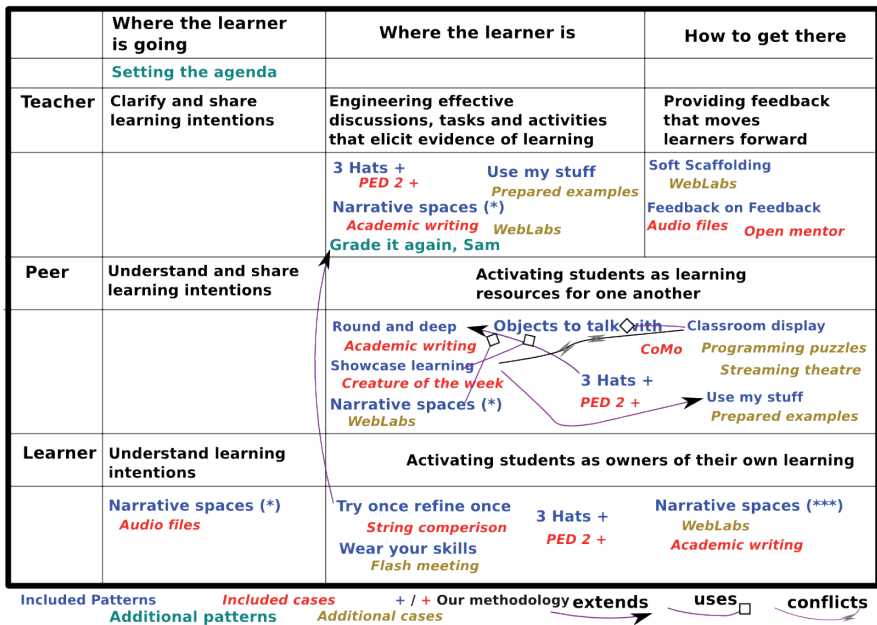 Where the learner
is going
Where the learner is
How to get there
Setting the agenda
Teacher
Clarify and share
learning intentions
Engineering effective
discussions, tasks and activities
that elicit evidence of learning
Providing feedback
that moves
learners forward
3 Hats +
PED 2 +
Use my stuff
Prepared examples
Narrative spaces (*)
Academic writing
WebLabs
Grade it again, Sam
Soft Scaffolding
WebLabs
Feedback on Feedback
Audio files
Open mentor
Peer
Understand and share
learning intentions
Activating students as learning
resources for one another
Round and deep
Academic writing
Objects to talk with
Classroom display
CoMo
Programming puzzles
Streaming theatre
Showcase learning
Creature of the week
3 Hats +
PED 2 +
Narrative spaces (*)
WebLabs
Use my stuff
Prepared examples
Learner
Understand learning
intentions
Activating students as owners of their own learning
Narrative spaces (*)
Audio files
Try once refine once
String comperison
Wear your skills
Flash meeting
3 Hats +
PED 2 +
Narrative spaces (***)
WebLabs
Academic writing
Included Patterns
Included cases
+ / + Our methodology
extends
uses
conflicts
Additional patterns
Additional cases